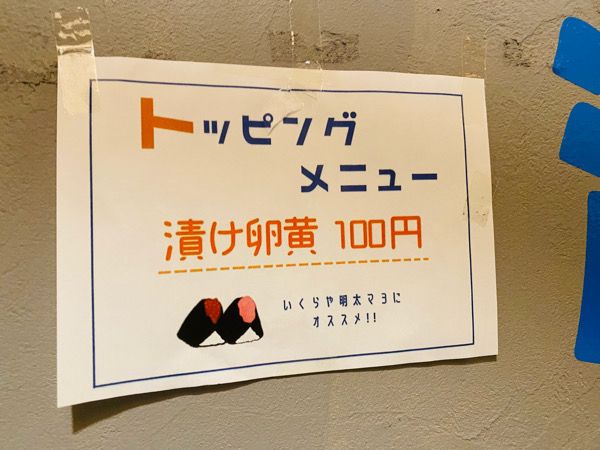 トッピング
メニュー
漬け卵黄 100円
いくらや明太マヨに
オススメ!!